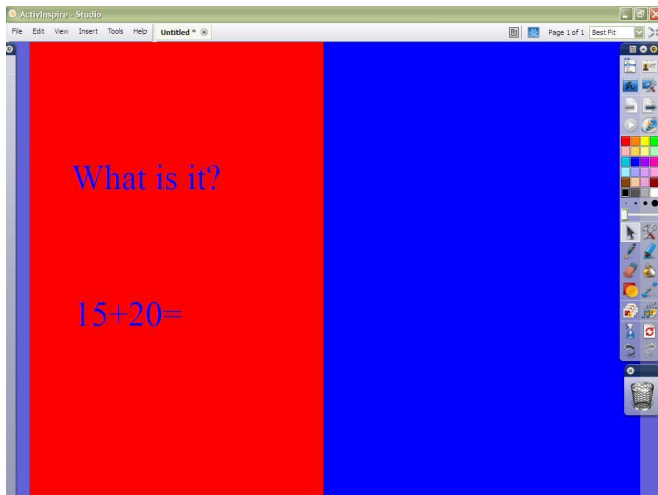 ActivInspire - Studio
File Edit View Insert Tools Help Untitled * Page 1 of 1 Best Fit
What is it?
15+20=